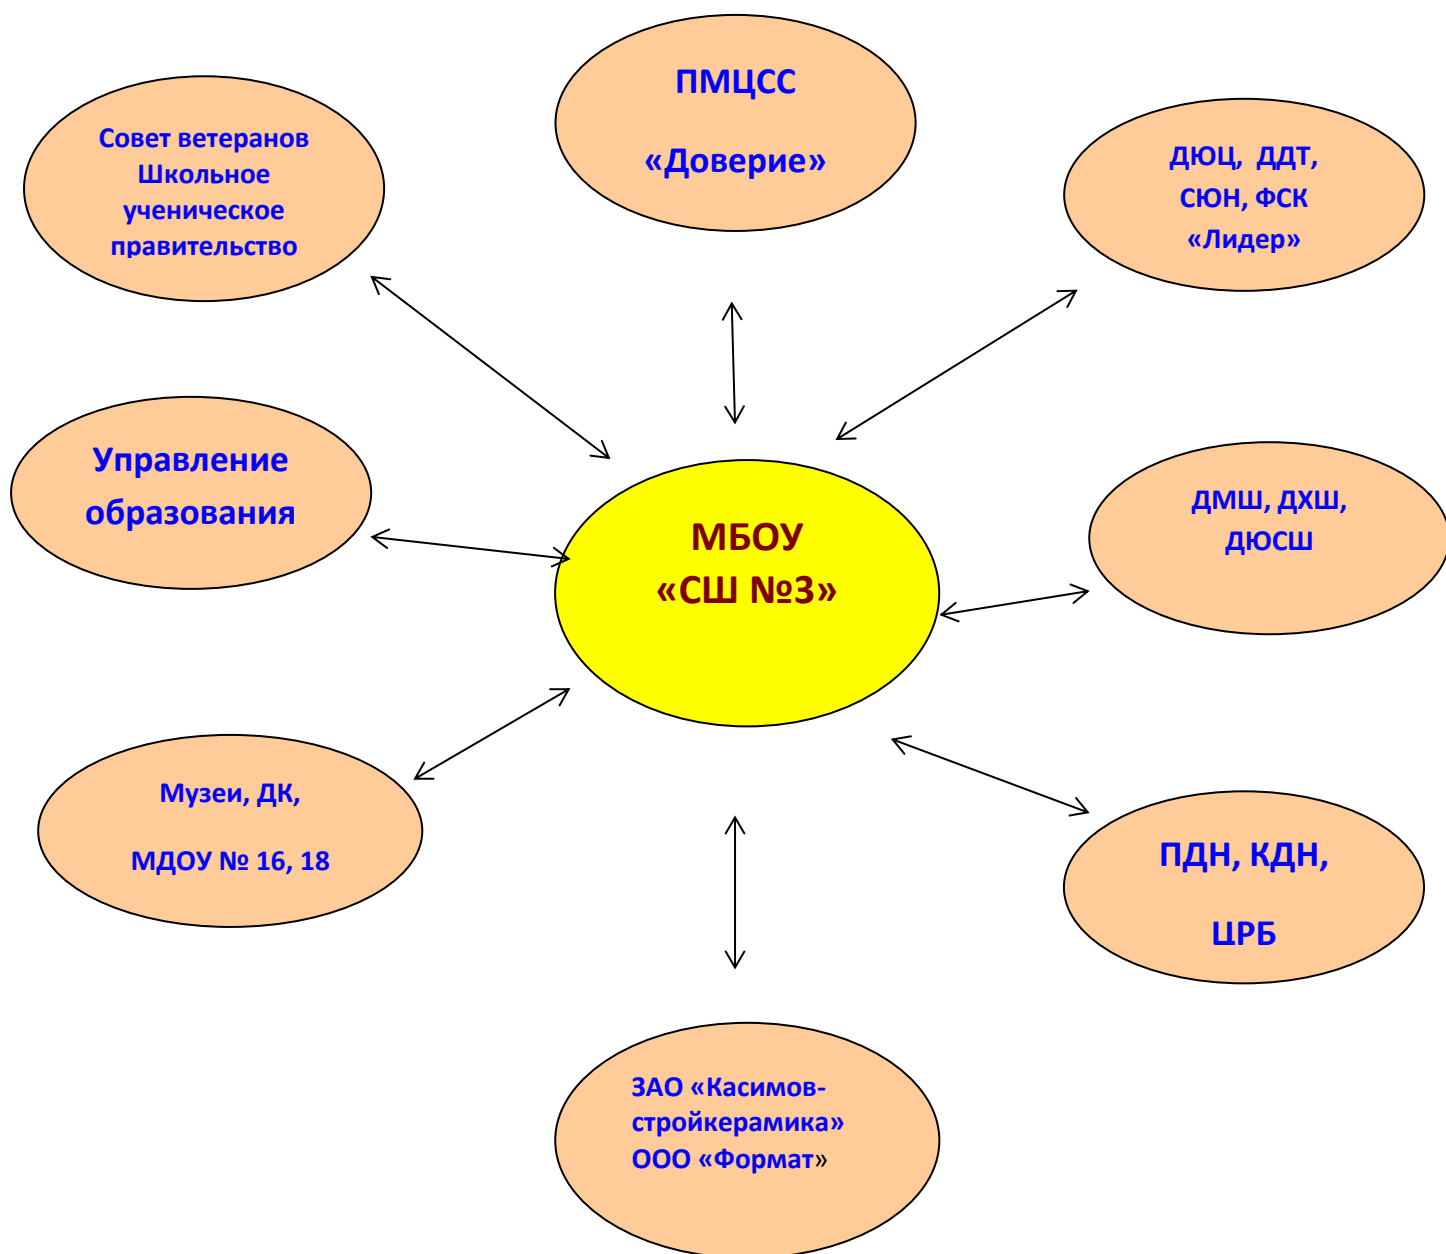 ПМЦСС
«Доверие»
Совет ветеранов
Школьное
ученическое
правительство
ДЮЦ, ДДТ,
СЮН, ФСК
«Лидер»
Управление
образования
МБОУ
«СШ №3»
ДМШ, ДХШ,
ДЮСШ
Музеи, ДК,
МДОУ № 16, 18
ПДН, КДН,
ЦРБ
ЗАО «Касимов-
стройкерамика»
ООО «Формат»